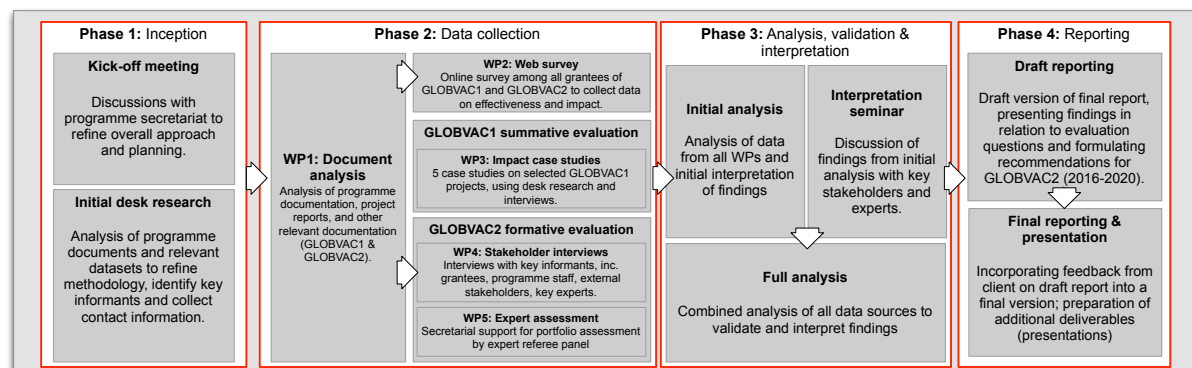 Phase 1: Inception
Kick-off meeting
Discussions with
programme secretariat to
refine overall approach
and planning.
Initial desk research
Analysis of programme
documents and relevant
datasets to refine
methodology, identify key
informants and collect
contact information.
Phase 2: Data collection
WP1: Document
analysis
Analysis of programme
documentation, project
reports, and other
relevant documentation
(GLOBVAC1 &
GLOBVAC2).
WP2: Web survey
Online survey among all grantees of
GLOBVAC1 and GLOBVAC2 to collect data
on effectiveness and impact.
GLOBVAC1 summative evaluation
WP3: Impact case studies
5 case studies on selected GLOBVAC1
projects, using desk research and
interviews.
GLOBVAC2 formative evaluation
WP4: Stakeholder interviews
Interviews with key informants, inc.
grantees, programme staff, external
stakeholders, key experts.
WP5: Expert assessment
Secretarial support for portfolio assessment
by expert referee panel
Phase 3: Analysis, validation &
interpretation
Initial analysis
Analysis of data
from all WPs and
initial interpretation
of findings
Interpretation
seminar
Discussion of
findings from initial
analysis with key
stakeholders and
experts.
Full analysis
Combined analysis of all data sources to
validate and interpret findings
Phase 4: Reporting
Draft reporting
Draft version of final report,
presenting findings in
relation to evaluation
questions and formulating
recommendations for
GLOBVAC2 (2016-2020).
Final reporting &
presentation
Incorporating feedback from
client on draft report into a
final version; preparation of
additional deliverables
(presentations)